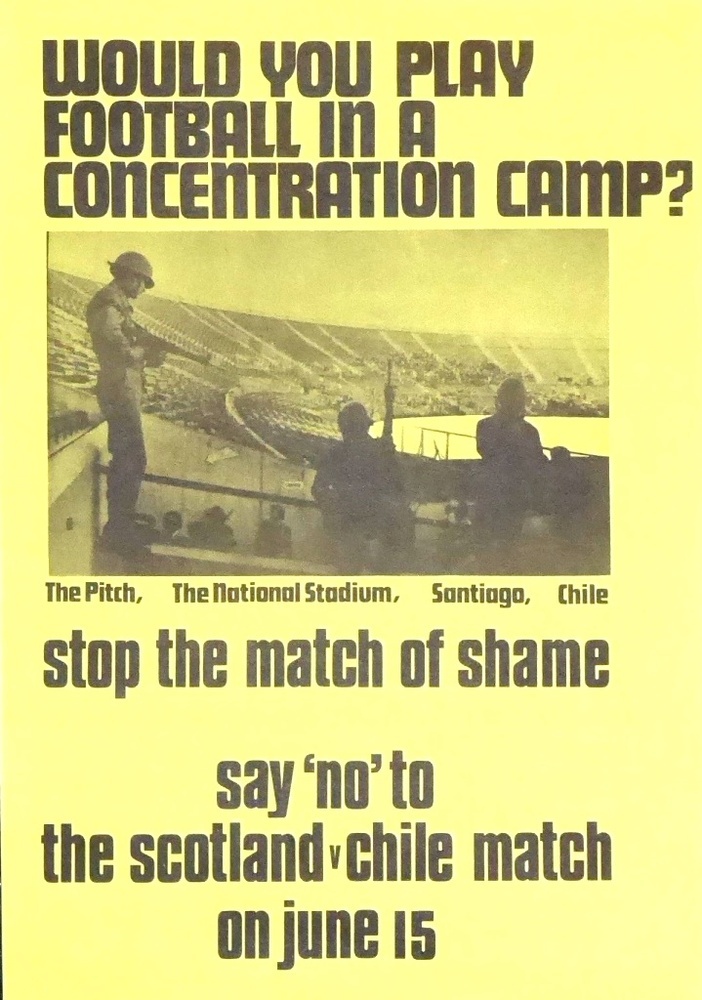 WOULD YOU PLAY
FOOTBALL IN A
CONCENTRATION CAMP?
The Pitch, The National Stadium, Santiago, Chile
stop the match of shame
say ‘no’ to
the scotland v chile match
on june 15